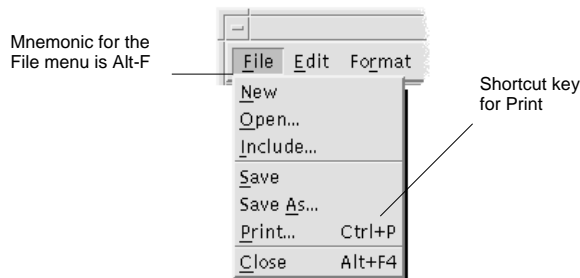 Mnemonic for the
File menu is Alt-F
File Edit Format
New
Open...
Include...
Save
Save As...
Print... Ctrl+P
Close Alt+F4
Shortcut key
for Print